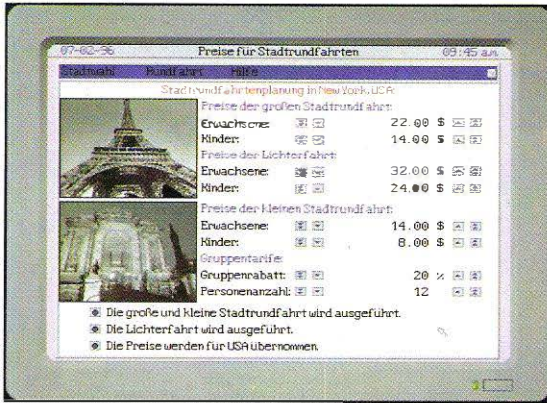 07-02-96 Preise für Stadtrundfahrten 09:45 a.m.
Stadtwahl Rundfahrt Hilfe
Stadtrundfahrtenplanung in New York, USA:
Preise der großen Stadtrundfahrt:
Erwachsene: 22.00 $
Kinder: 14.00 $
Preise der Lichterfahrt:
Erwachsene: 32.00 $
Kinder: 24.00 $
Preise der kleinen Stadtrundfahrt:
Erwachsene: 14.00 $
Kinder: 8.00 $
Gruppentarife:
Gruppenrabatt: 20 %
Personenanzahl: 12
Die große und kleine Stadtrundfahrt wird ausgeführt.
Die Lichterfahrt wird ausgeführt.
Die Preise werden für USA übernommen.